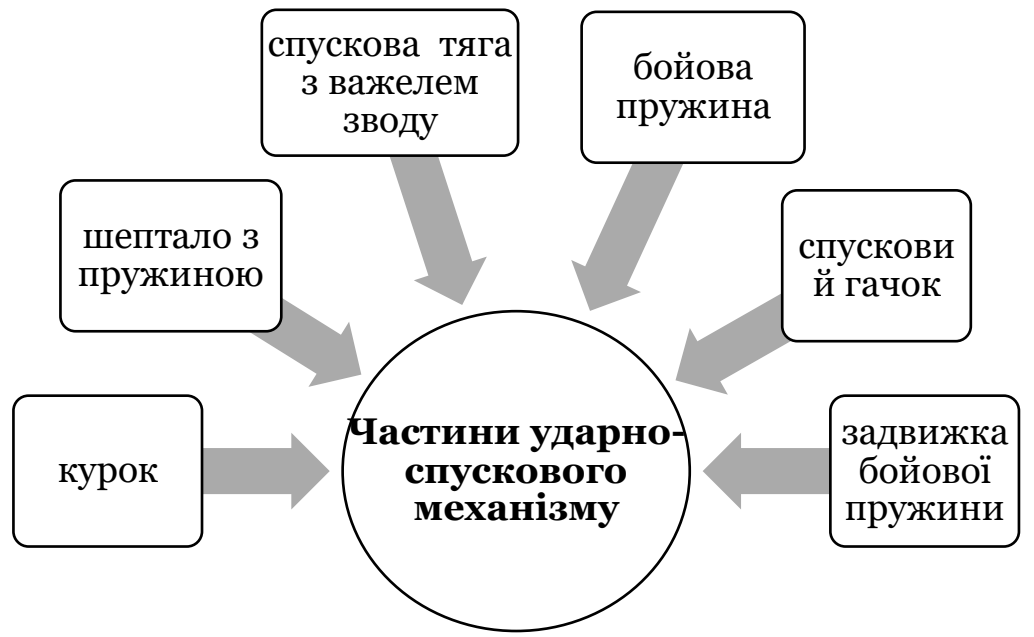 спускова тяга
з важелем
зводу
бойова
пружина
шептало з
пружиною
спускови
й гачок
курок
Частини ударно-
спускового
механізму
задвижка
бойової
пружини